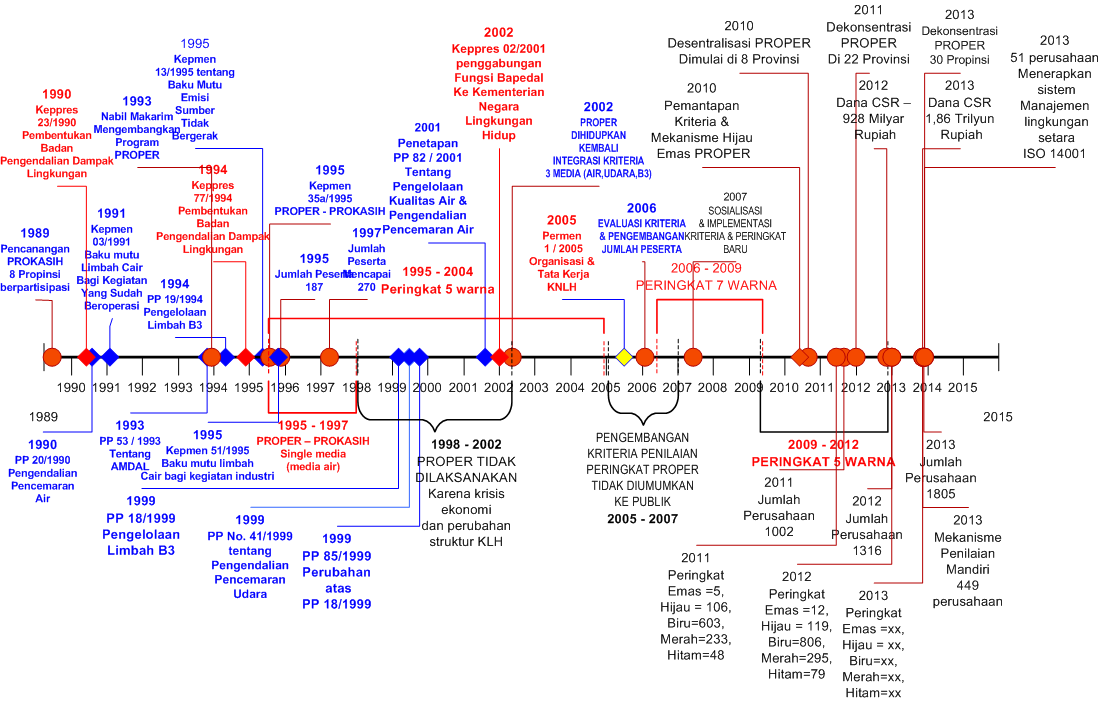 1989
Pencanangan
PROKASIH
8 Propinsi
berpartisipasi
1990
Keppres
23/1990
Pembentukan
Badan
Pengendalian Dampak
Lingkungan
1991
Kepmen
03/1991
Baku mutu
Limbah Cair
Bagi Kegiatan
Yang Sudah
Beroperasi
1993
Nabil Makarim
Mengembangkan
Program
PROPER
1995
Kepmen
13/1995 tentang
Baku Mutu
Emisi
Sumber
Tidak
Bergerak
1994
PP 19/1994
Pengelolaan
Limbah B3
1994
Keppres
77/1994
Pembentukan
Badan
Pengendalian Dampak
Lingkungan
1995
Kepmen
35a/1995
PROPER - PROKASIH
1995
Jumlah Peserta
187
1997
Jumlah
Peserta
Mencapai
270
1995 - 2004
Peringkat 5 warna
2001
Penetapan
PP 82 / 2001
Tentang
Pengelolaan
Kualitas Air &
Pengendalian
Pencemaran Air
2002
Keppres 02/2001
penggabungan
Fungsi Bapedal
Ke Kementerian
Negara
Lingkungan
Hidup
2002
PROPER
DIHIDUPKAN
KEMBALI
INTEGRASI KRITERIA
3 MEDIA (AIR,UDARA,B3)
2005
Permen
1 / 2005
Organisasi &
Tata Kerja
KNLH
2006
EVALUASI KRITERIA
& PENGEMBANGAN
JUMLAH PESERTA
2007
SOSIALISASI
& IMPLEMENTASI
KRITERIA & PERINGKAT
BARU
2006 - 2009
PERINGKAT 7 WARNA
2010
Desentralisasi PROPER
Dimulai di 8 Provinsi
2010
Pemantapan
Kriteria &
Mekanisme Hijau
Emas PROPER
2011
Dekonsentrasi
PROPER
Di 22 Provinsi
2012
Dana CSR –
928 Milyar
Rupiah
2013
Dekonsentrasi
PROPER
30 Propinsi
2013
Dana CSR
1,86 Trilyun
Rupiah
2013
51 perusahaan
Menerapkan
sistem
Manajemen
lingkungan
setara
ISO 14001
1990 1991 1992 1993 1994 1995 1996 1997 1998 1999 2000 2001 2002 2003 2004 2005 2006 2007 2008 2009 2010 2011 2012 2013 2014 2015
1989
2015
1990
PP 20/1990
Pengendalian
Pencemaran
Air
1993
PP 53 / 1993
Tentang
AMDAL
1995
Kepmen 51/1995
Baku mutu limbah
Cair bagi kegiatan industri
1995 - 1997
PROPER – PROKASIH
Single media
(media air)
1999
PP 18/1999
Pengelolaan
Limbah B3
1999
PP No. 41/1999
tentang
Pengendalian
Pencemaran
Udara
1999
PP 85/1999
Perubahan
atas
PP 18/1999
1998 - 2002
PROPER TIDAK
DILAKSANAKAN
Karena krisis
ekonomi
dan perubahan
struktur KLH
PENGEMBANGAN
KRITERIA PENILAIAN
PERINGKAT PROPER
TIDAK DIUMUMKAN
KE PUBLIK
2005 - 2007
2009 - 2012
PERINGKAT 5 WARNA
2011
Jumlah
Perusahaan
1002
2012
Jumlah
Perusahaan
1316
2013
Jumlah
Perusahaan
1805
2013
Mekanisme
Penilaian
Mandiri
449
perusahaan
2011
Peringkat
Emas =5,
Hijau = 106,
Biru=603,
Merah=233,
Hitam=48
2012
Peringkat
Emas =12,
Hijau = 119,
Biru=806,
Merah=295,
Hitam=79
2013
Peringkat
Emas =xx,
Hijau = xx,
Biru=xx,
Merah=xx,
Hitam=xx